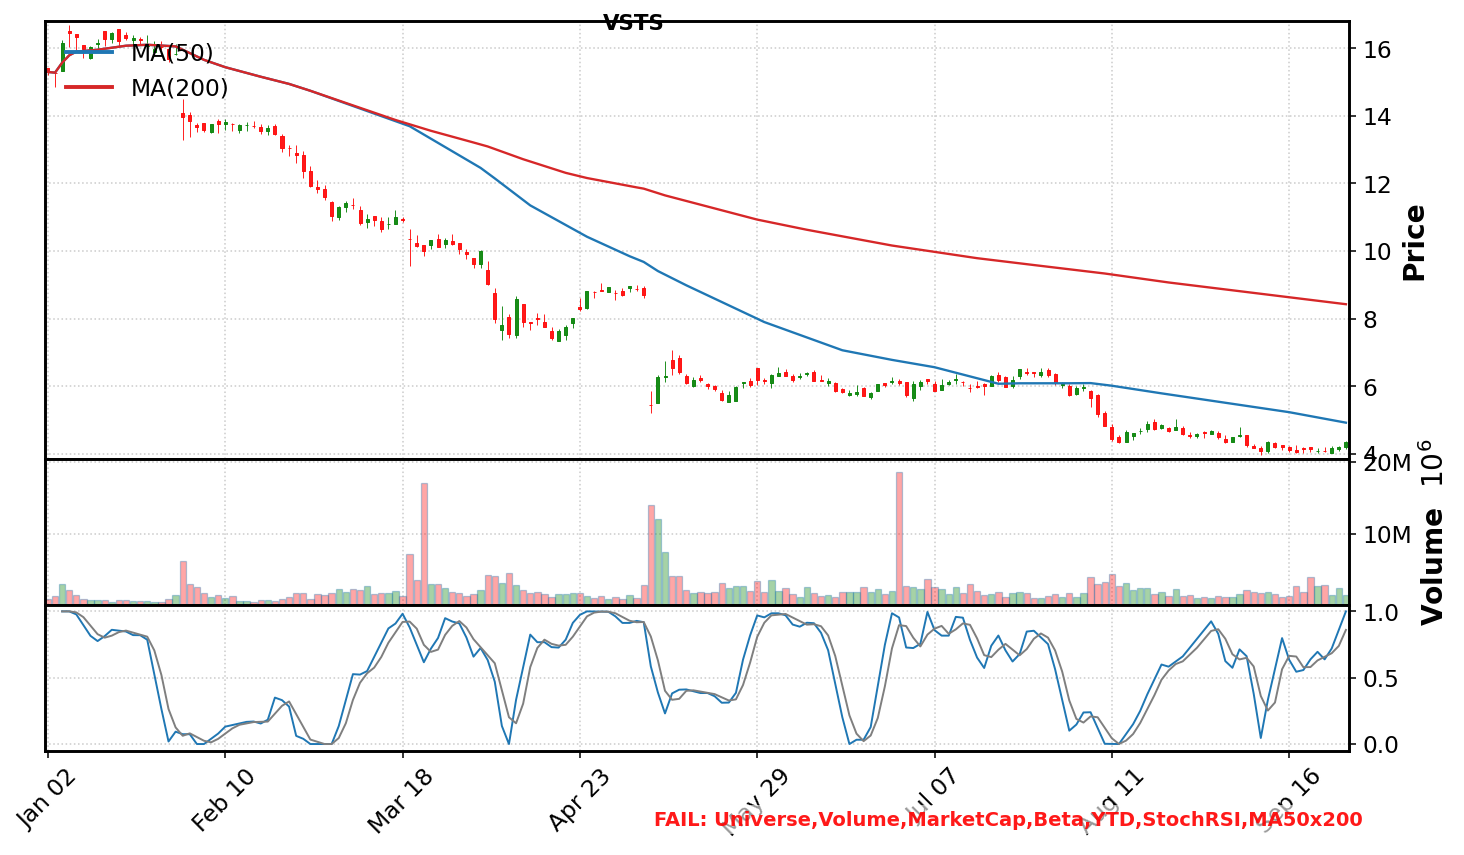 VSTS
MA(50)
MA(200)
16
14
12
10
8
6
4
Price
20M
10M
Volume 10^6
1.0
0.5
0.0
Jan 02
Feb 10
Mar 18
Apr 23
May 29
Jul 07
Aug 11
Sep 16
FAIL: Universe,Volume,MarketCap,Beta,YTD,StochRSI,MA50x200